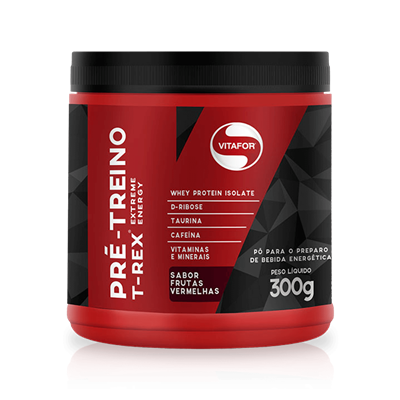 PRÉ-TREINO
T-REX® EXTREME
ENERGY
VITAFOR®
WHEY PROTEIN ISOLATE
D-RIBOSE
TAURINA
CAFEÍNA
VITAMINAS
E MINERAIS
SABOR
FRUTAS
VERMELHAS
PÓ PARA O PREPARO
DE BEBIDA ENERGÉTICA
PESO LÍQUIDO
300g